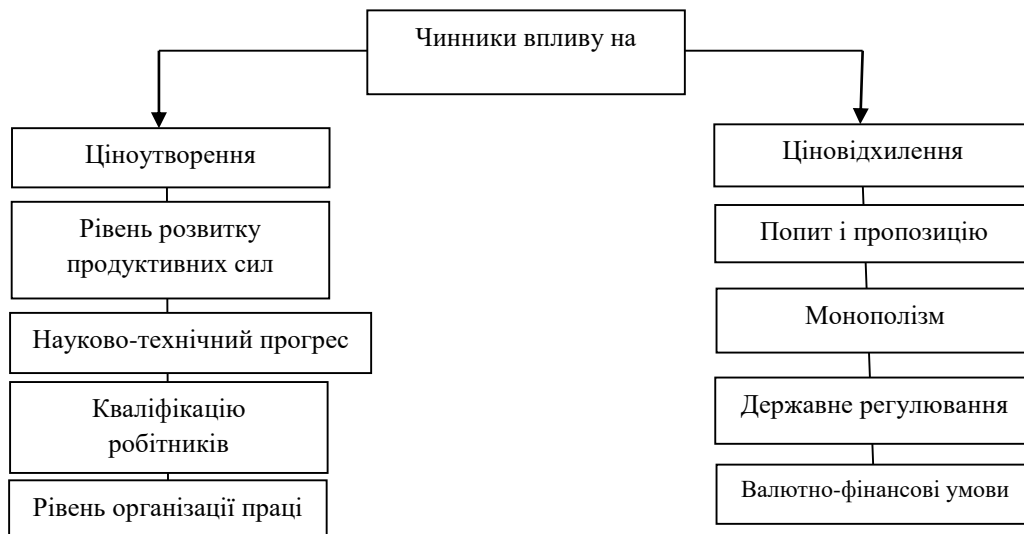 Чинники впливу на
Ціноутворення
Рівень розвитку
продуктивних сил
Науково-технічний прогрес
Кваліфікацію
робітників
Рівень організації праці
Ціновідхилення
Попит і пропозицію
Монополізм
Державне регулювання
Валютно-фінансові умови